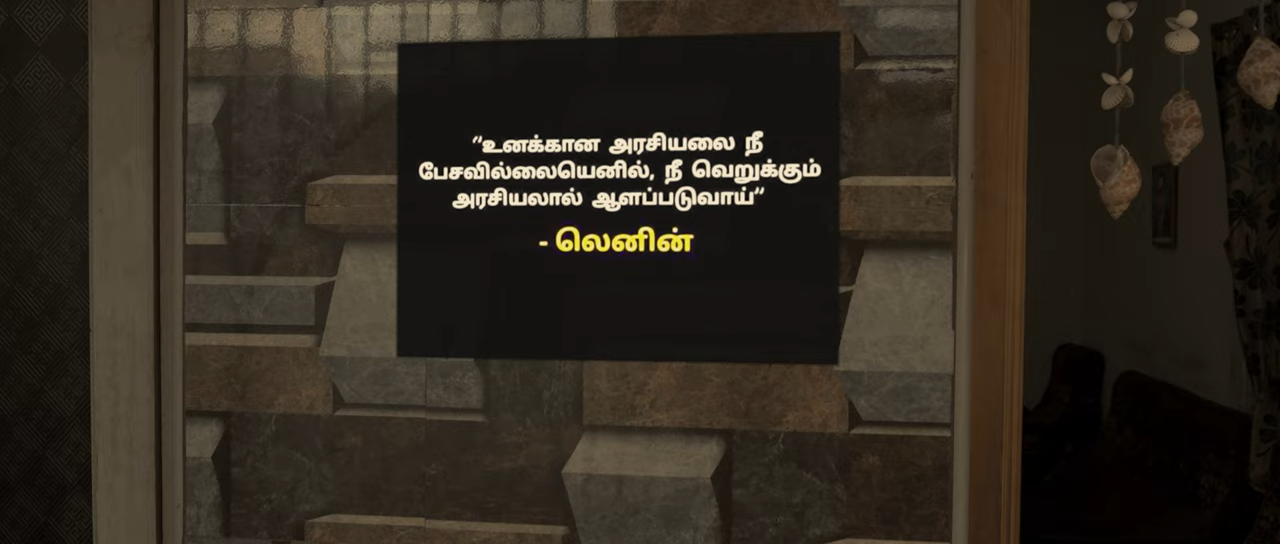 “உனக்கான அரசியலை நீ
பேசவில்லையெனில், நீ வெறுக்கும்
அரசியலால் ஆளப்படுவாய்”
- லெனின்